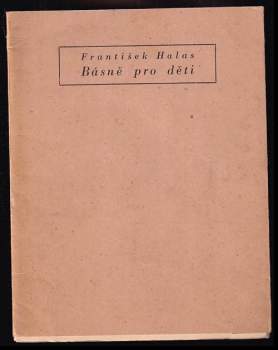 František Halas
Básně pro děti